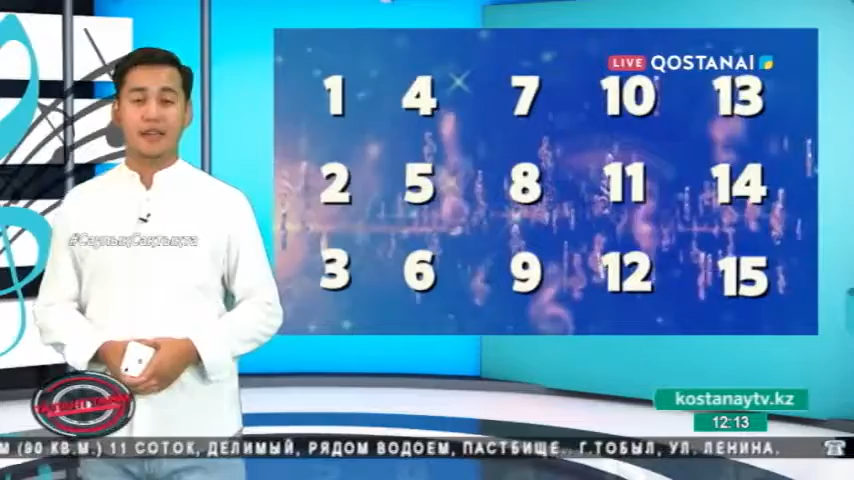 LIVE QOSTANAI
1 4 7 10 13
2 5 8 11 14
3 6 9 12 15
#СаулықСақтықта
kostanaytv.kz
12:13
М (90 КВ.М.) 11 СОТОК, ДЕЛИМЫЙ, РЯДОМ ВОДОЕМ, ПАСТБИЩЕ. Г.ТОБЫЛ, УЛ. ЛЕНИНА.